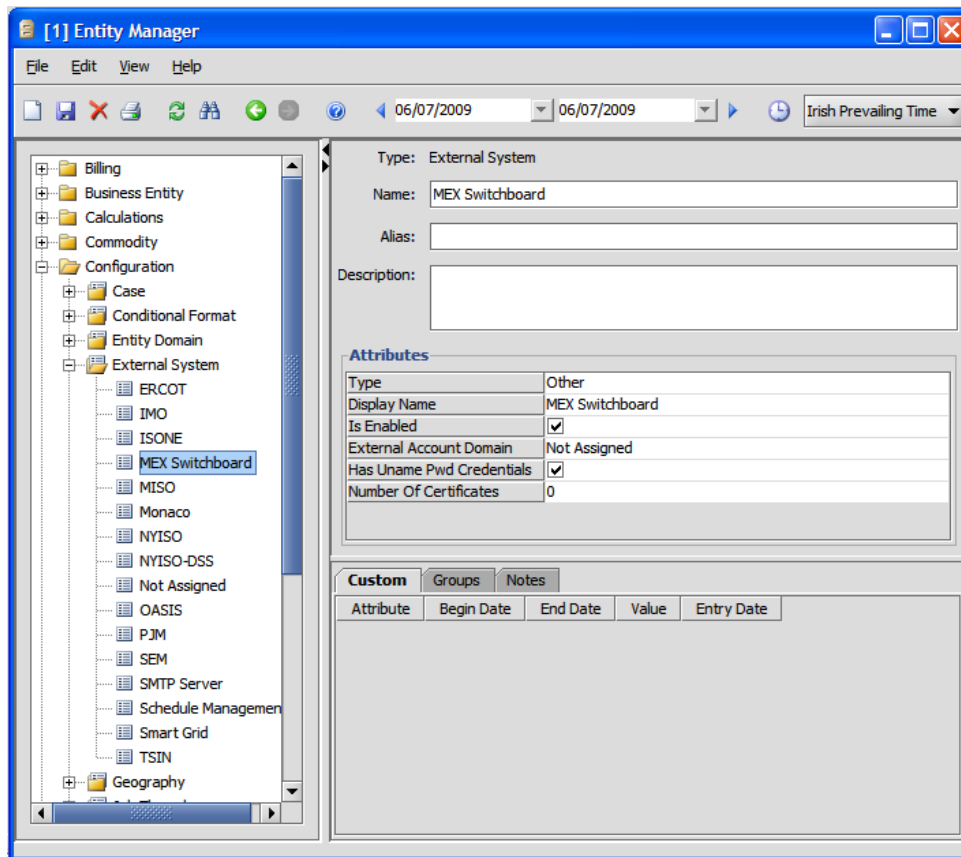 [1] Entity Manager
File Edit View Help
06/07/2009 06/07/2009 Irish Prevailing Time
Billing
Business Entity
Calculations
Commodity
Configuration
Case
Conditional Format
Entity Domain
External System
ERCOT
IMO
ISONE
MEX Switchboard
MISO
Monaco
NYISO
NYISO-DSS
Not Assigned
OASIS
PJM
SEM
SMTP Server
Schedule Managemen
Smart Grid
TSIN
Geography
Type: External System
Name: MEX Switchboard
Alias:
Description:
Attributes
Type Other
Display Name MEX Switchboard
Is Enabled
External Account Domain Not Assigned
Has Uname Pwd Credentials
Number Of Certificates 0
Custom Groups Notes
Attribute Begin Date End Date Value Entry Date